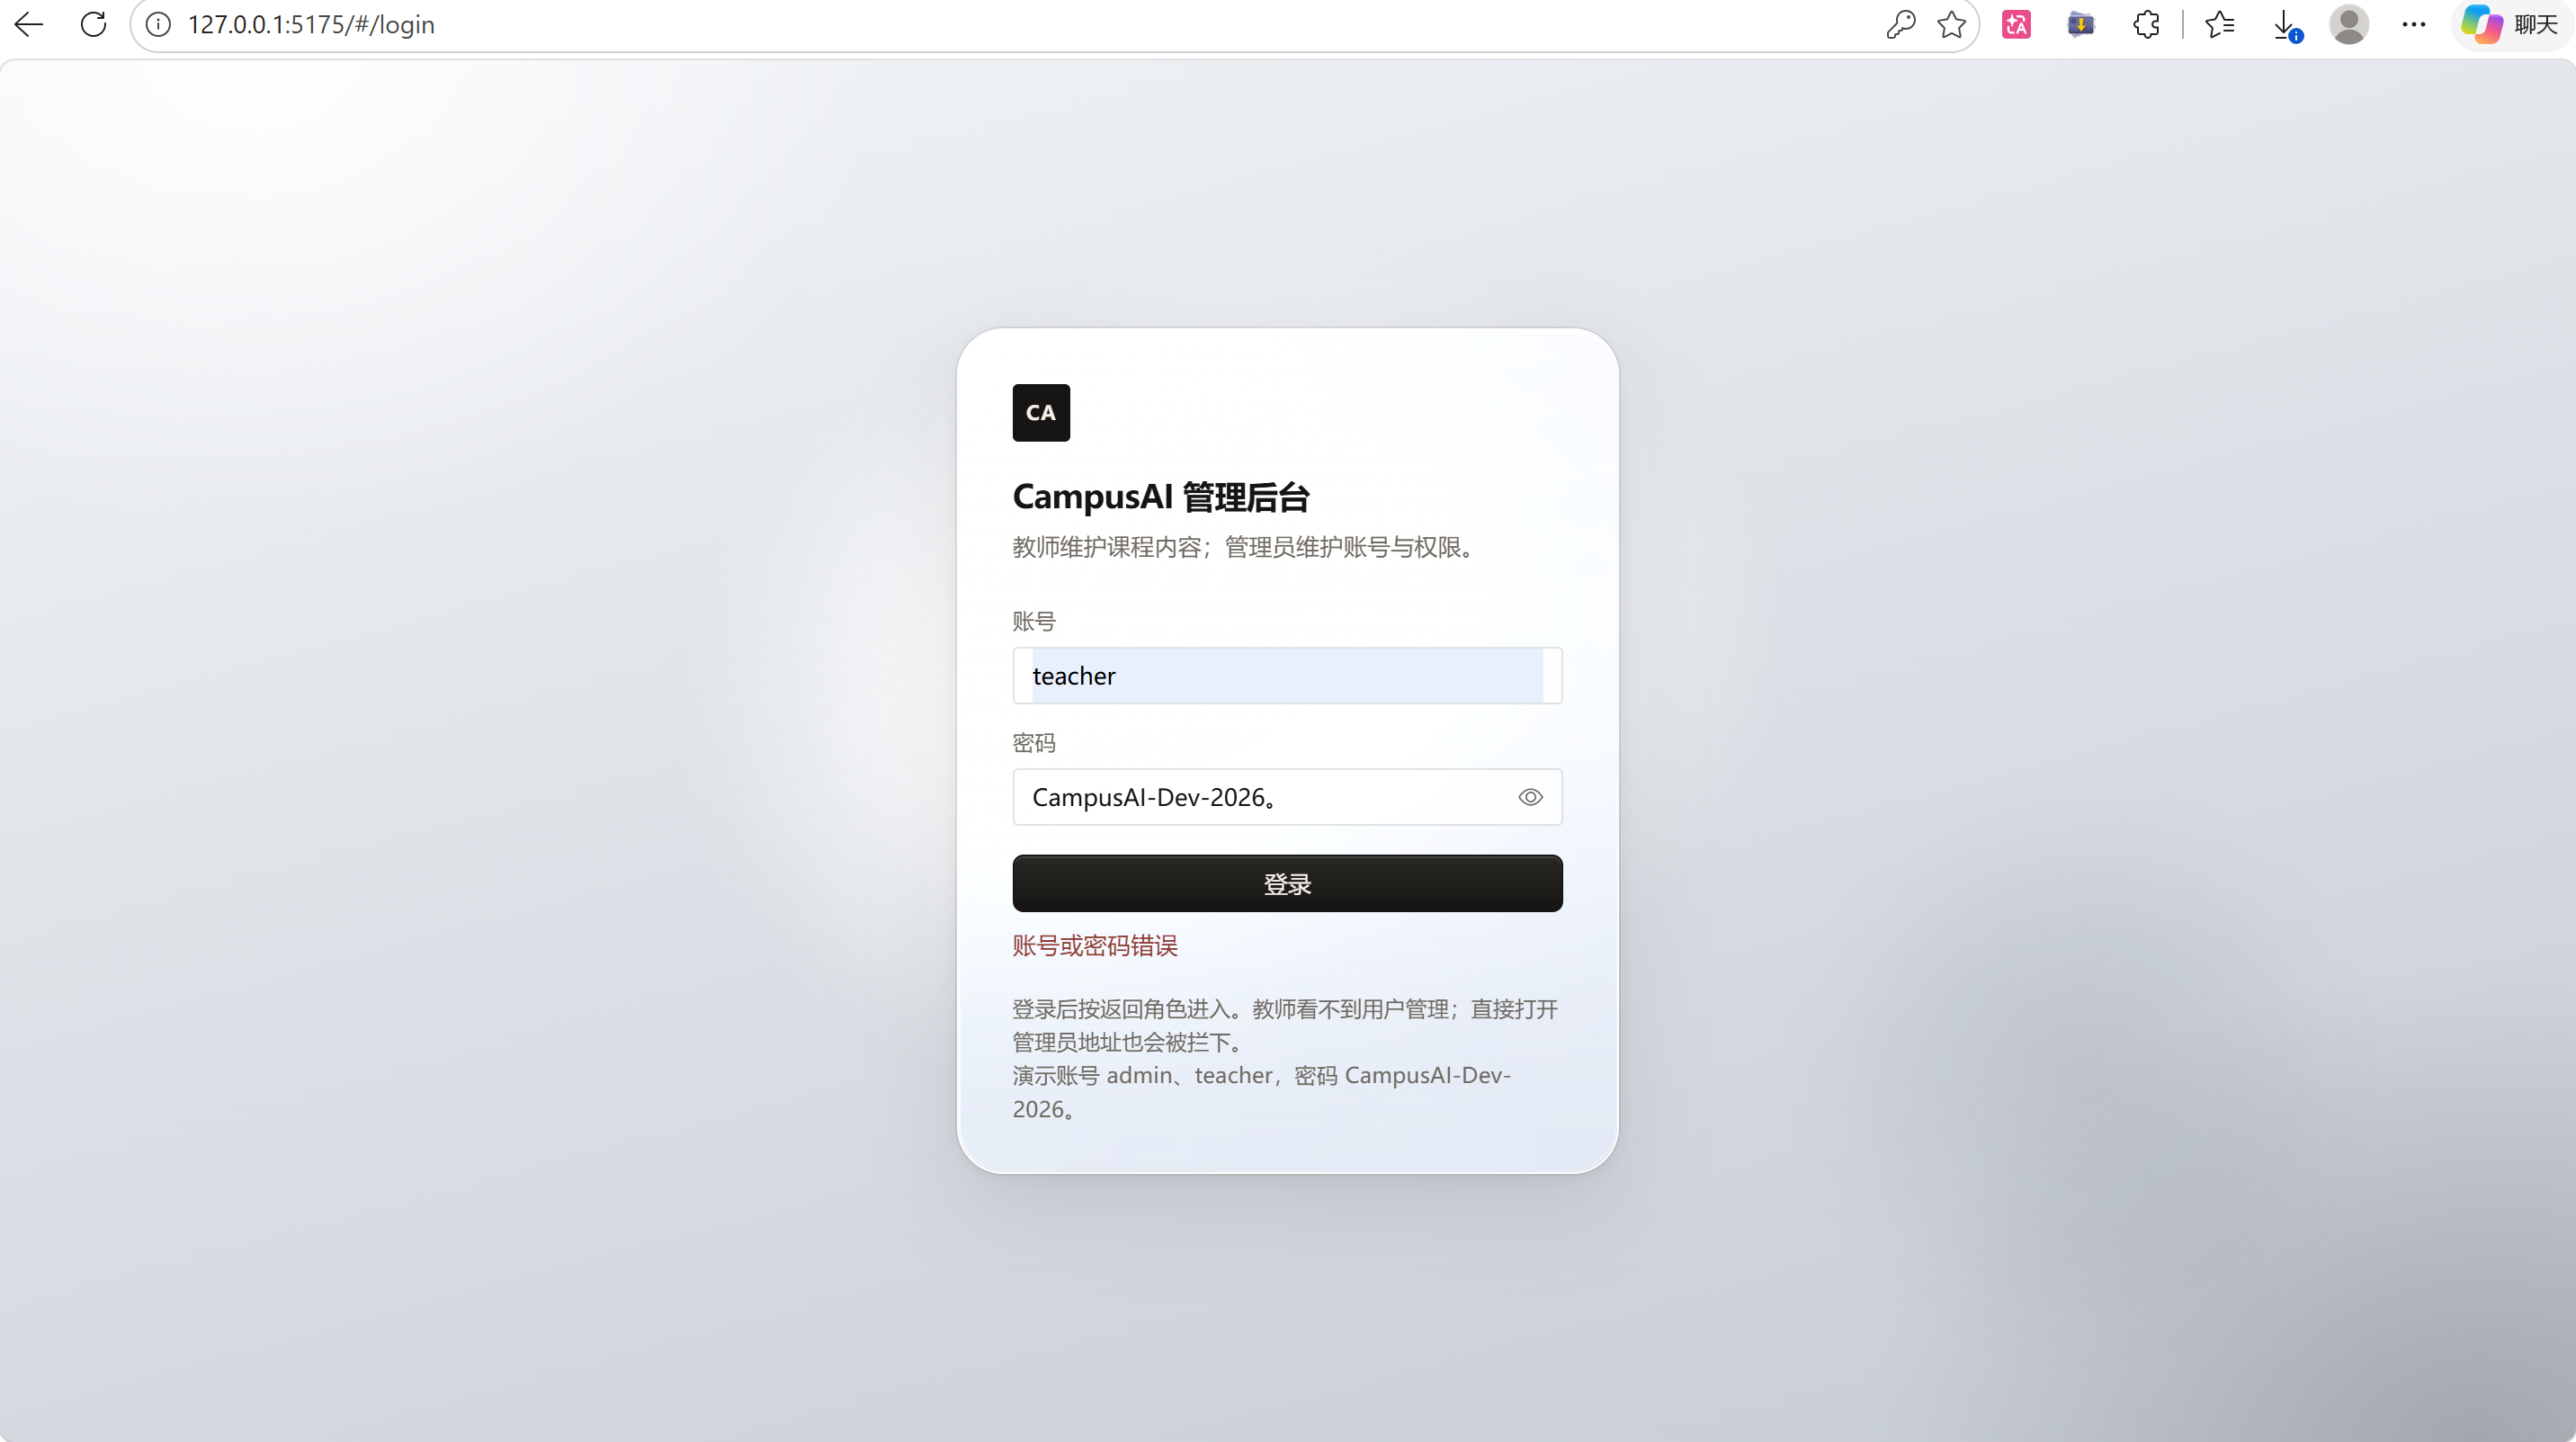 127.0.0.1:5175/#/login
聊天
CA
CampusAI 管理后台
教师维护课程内容；管理员维护账号与权限。
账号
teacher
密码
CampusAI-Dev-2026。
登录
账号或密码错误
登录后按返回角色进入。教师看不到用户管理；直接打开
管理员地址也会被拦下。
演示账号 admin、teacher，密码 CampusAI-Dev-
2026。